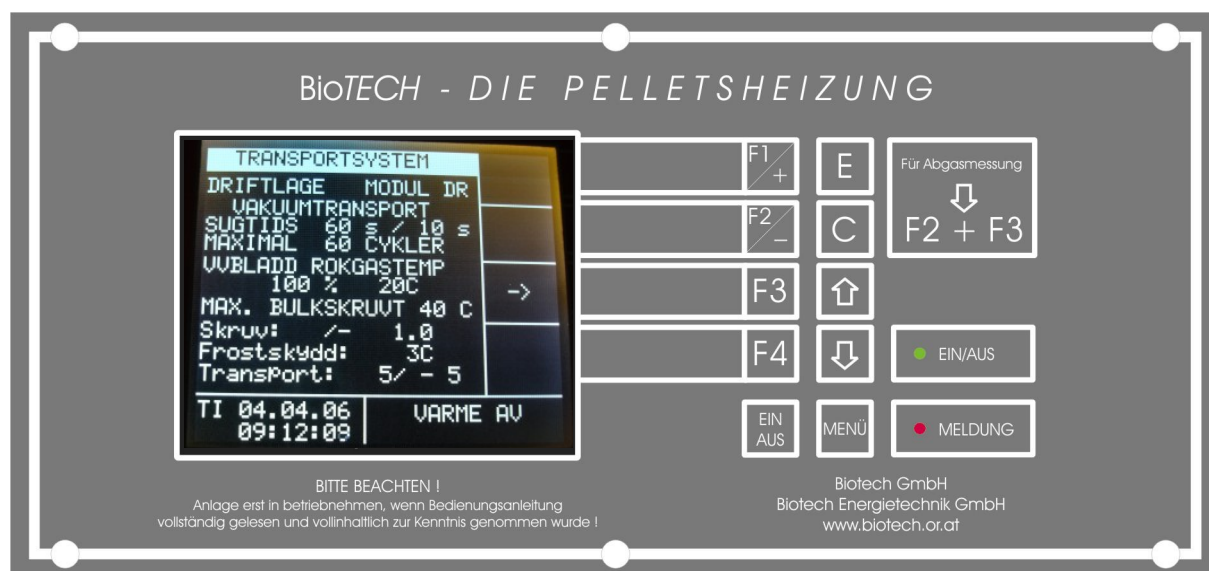 BioTECH - DIE PELLETSHEIZUNG
TRANSPORTSYSTEM
DRIFTLAGE MODUL DR
VAKUUMTRANSPORT
SUGTIDS 60 s / 10 s
MAXIMAL 60 CYKLER
VVBLADD ROKGASTEMP
100 % 20C
->
MAX. BULKSKRUVT 40 C
Skruv: /- 1.0
Frostskydd: 3C
TransPort: 5/ - 5
TI 04.04.06
09:12:09
VARME AV
F1/+
F2/-
F3
F4
EIN
AUS
E
C
MENÜ
Für Abgasmessung
F2 + F3
EIN/AUS
MELDUNG
BITTE BEACHTEN !
Anlage erst in betriebnehmen, wenn Bedienungsanleitung
vollständig gelesen und vollinhaltlich zur Kenntnis genommen wurde !
Biotech GmbH
Biotech Energietechnik GmbH
www.biotech.or.at